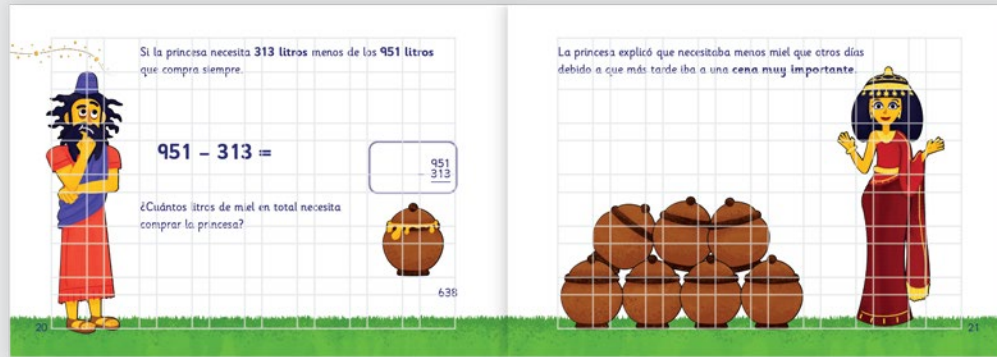 Si la princesa necesita 313 litros menos de los 951 litros
que compra siempre.
951 - 313 =
951
- 313
¿Cuántos litros de miel en total necesita
comprar la princesa?
638
20
La princesa explicó que necesitaba menos miel que otros días
debido a que más tarde iba a una cena muy importante.
21